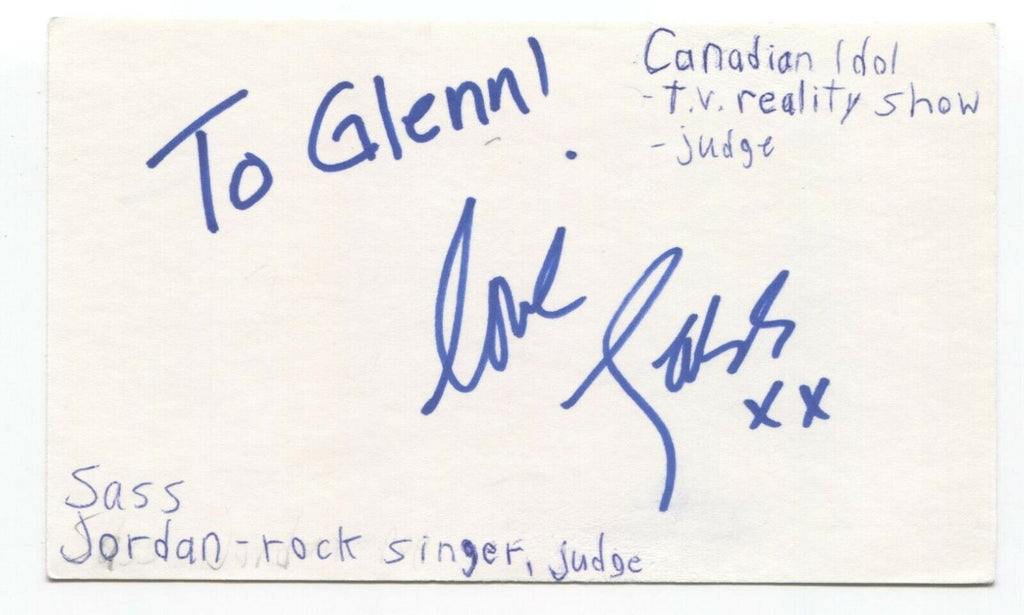 To Glenn!
Canadian Idol
- T.V. reality show
- judge
Love Sass
xx
Sass
Jordan - rock singer, judge